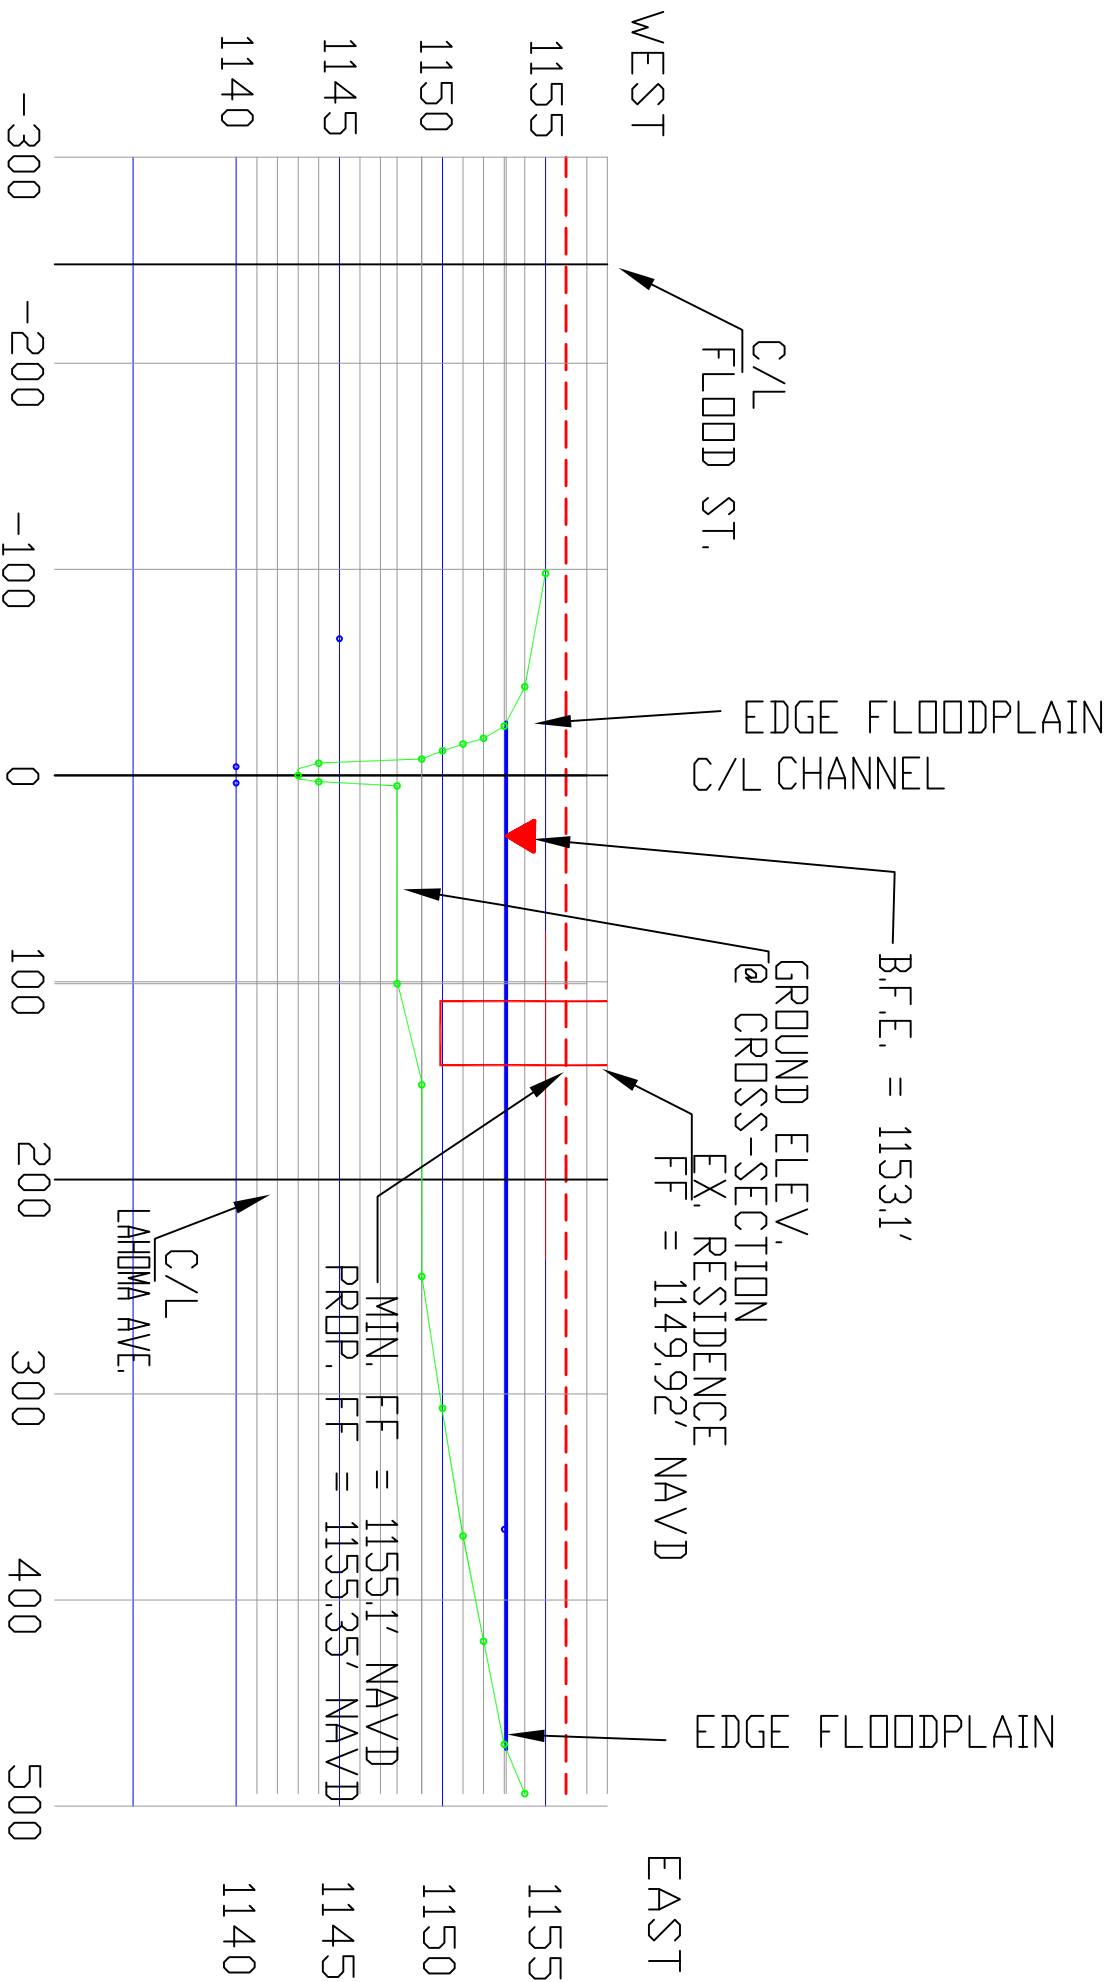 WEST
EAST
C/L
FLOOD ST.
EDGE FLOODPLAIN
C/L CHANNEL
B.F.E. = 1153.1'
GROUND ELEV.
@ CROSS-SECTION
EX. RESIDENCE
FF = 1149.92' NAVD
EDGE FLOODPLAIN
MIN. FF = 1155.1' NAVD
PROP. FF = 1155.35' NAVD
C/L
LAHOMA AVE.
1155
1150
1145
1140
1155
1150
1145
1140
-300
-200
-100
0
100
200
300
400
500